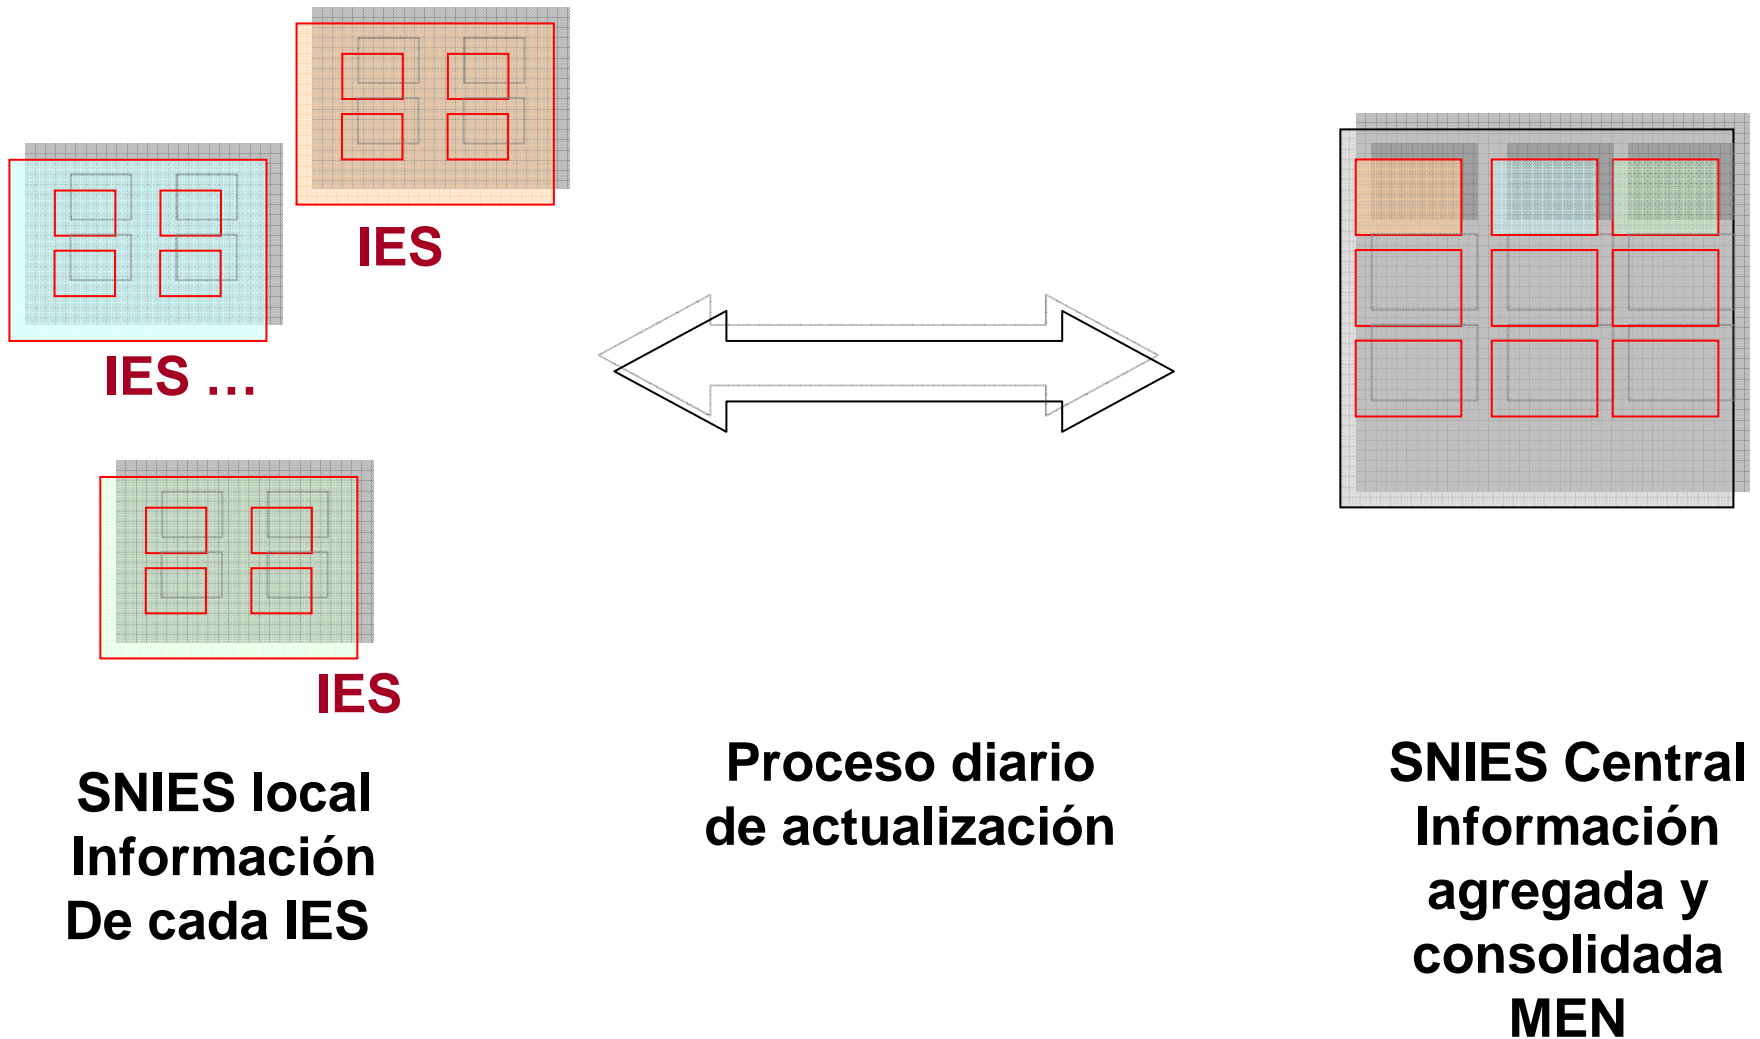 IES
IES …
IES
SNIES local
Información
De cada IES
Proceso diario
de actualización
SNIES Central
Información
agregada y
consolidada
MEN